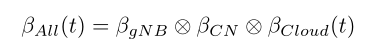 β_{All}(t) = β_{gNB} ⊗ β_{CN} ⊗ β_{Cloud}(t)